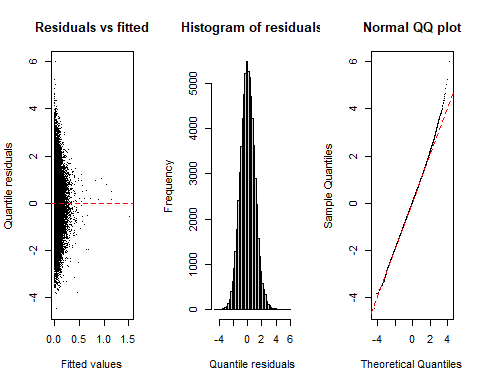 Residuals vs fitted
Quantile residuals
6
4
2
0
-2
-4
0.0 0.5 1.0 1.5
Fitted values
Histogram of residuals
Frequency
5000
4000
3000
2000
1000
0
-4 0 2 4 6
Quantile residuals
Normal QQ plot
Sample Quantiles
6
4
2
0
-2
-4
-4 0 2 4
Theoretical Quantiles